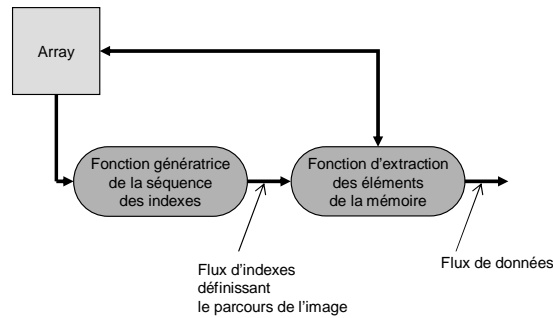 Array
Fonction génératrice
de la séquence
des indexes
Fonction d'extraction
des éléments
de la mémoire
Flux d'indexes
définissant
le parcours de l'image
Flux de données